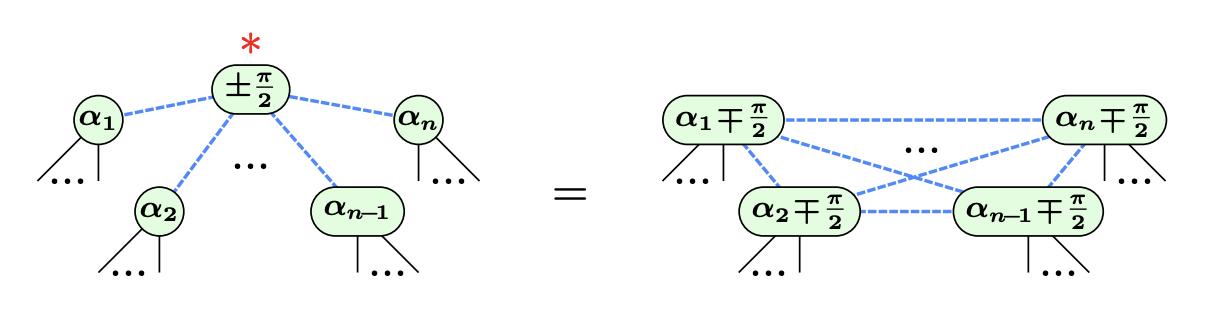 *
± π/2
α₁ αₙ
...
... ...
α₂ αₙ₋₁
... ...
=
α₁ ∓ π/2 αₙ ∓ π/2
...
... ...
α₂ ∓ π/2 αₙ₋₁ ∓ π/2
... ...